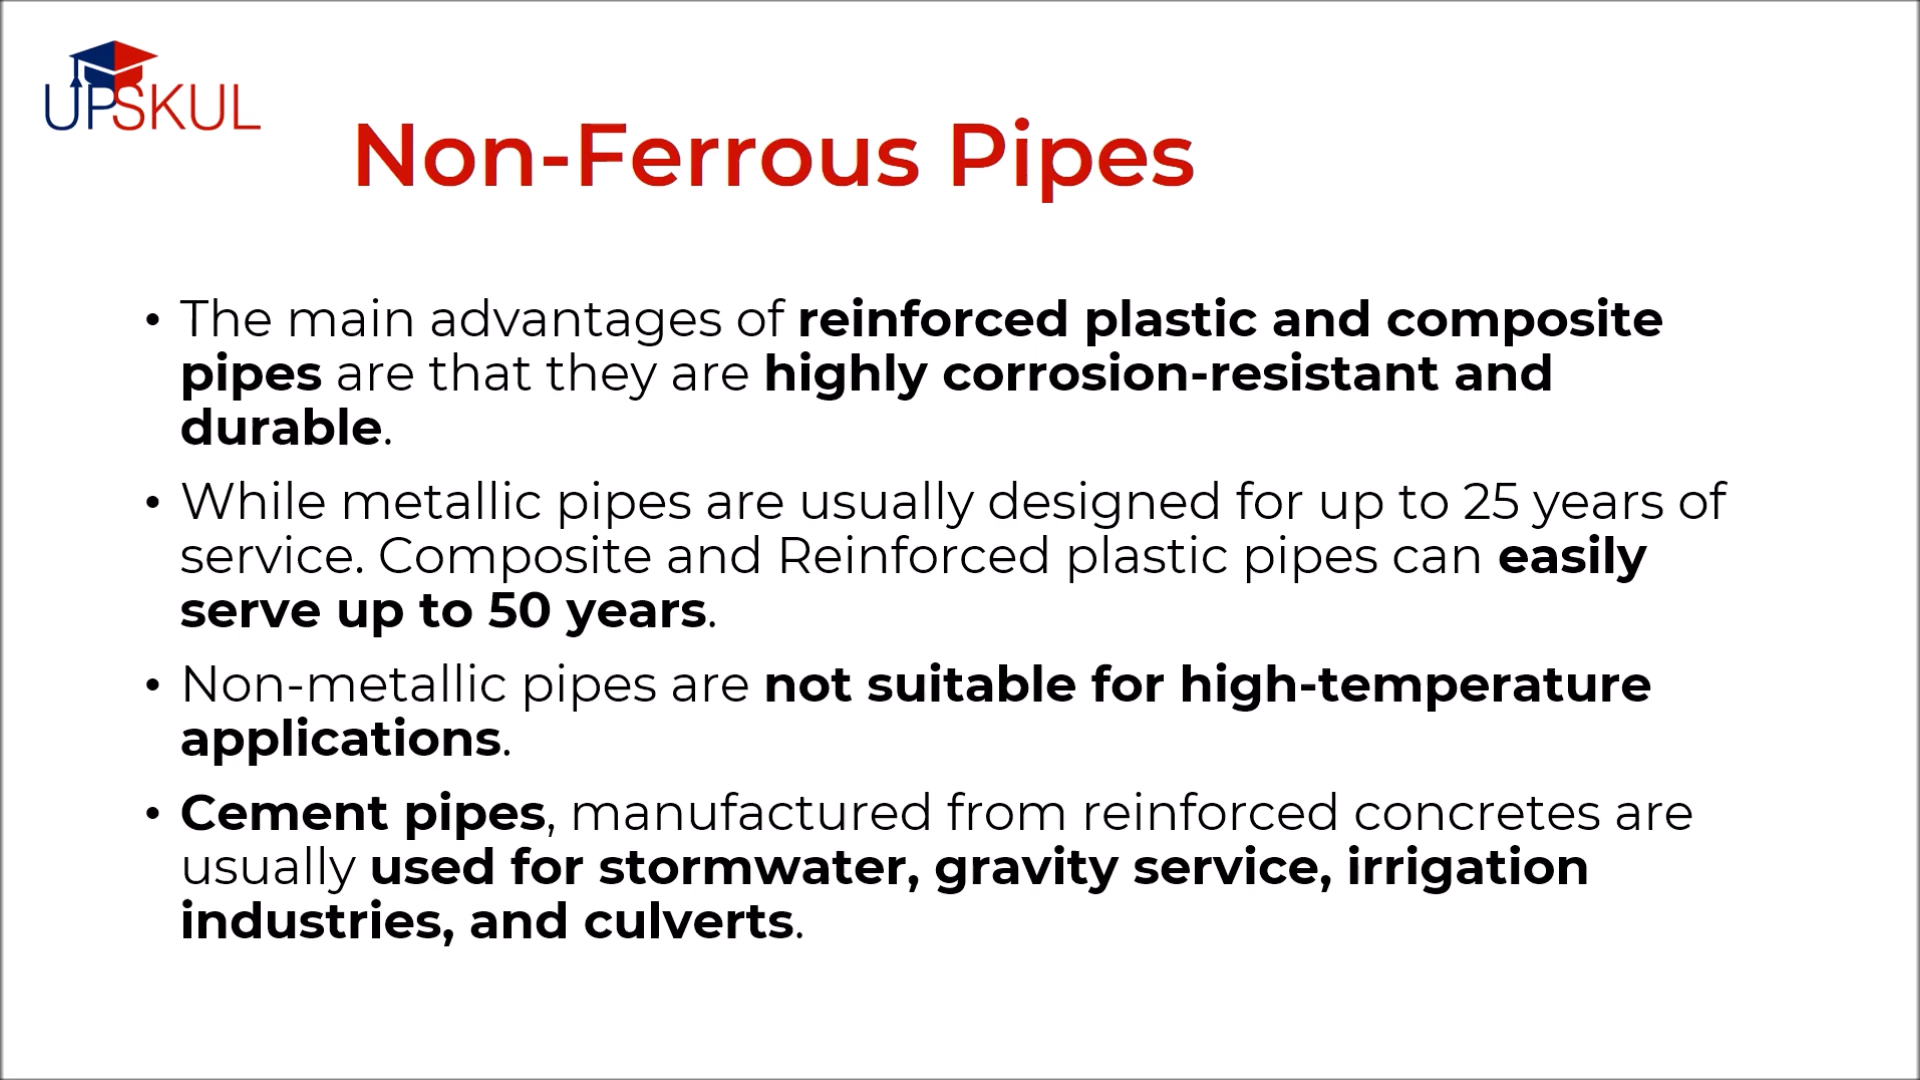 UPSKUL
Non-Ferrous Pipes
• The main advantages of reinforced plastic and composite
pipes are that they are highly corrosion-resistant and
durable.
• While metallic pipes are usually designed for up to 25 years of
service. Composite and Reinforced plastic pipes can easily
serve up to 50 years.
• Non-metallic pipes are not suitable for high-temperature
applications.
• Cement pipes, manufactured from reinforced concretes are
usually used for stormwater, gravity service, irrigation
industries, and culverts.